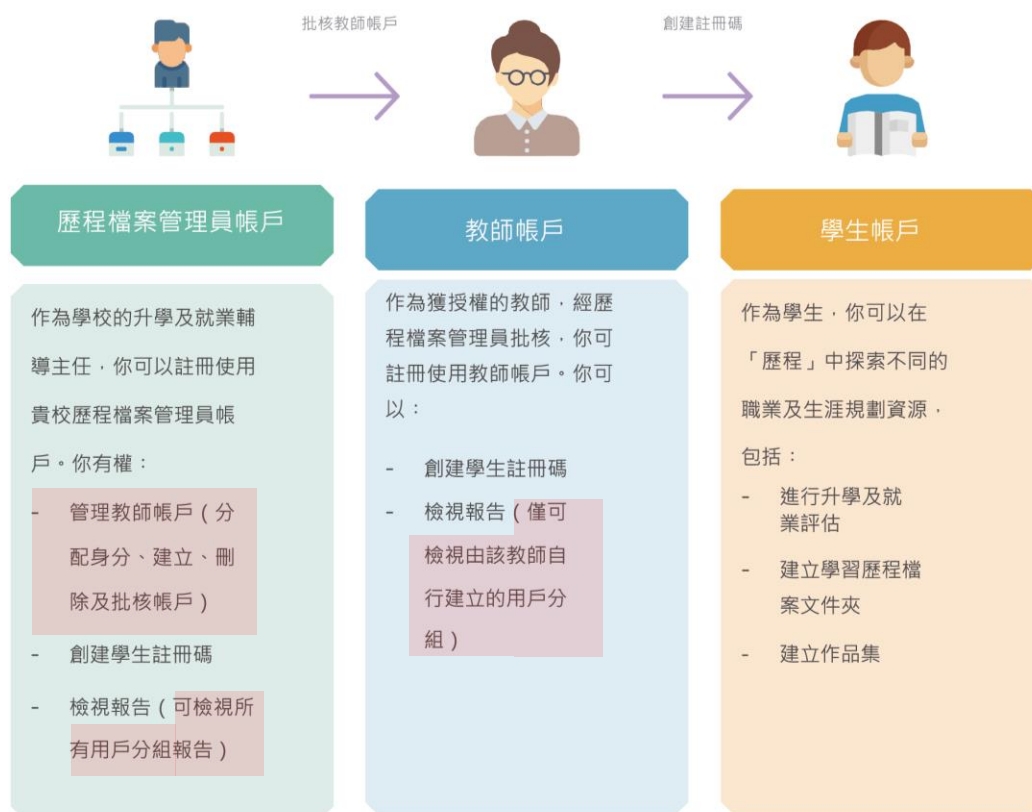 批核教師帳戶
創建註冊碼
歷程檔案管理員帳戶
作為學校的升學及就業輔
導主任，你可以註冊使用
貴校歷程檔案管理員帳
戶。你有權：
- 管理教師帳戶（分
配身分、建立、刪
除及批核帳戶）
- 創建學生註冊碼
- 檢視報告（可檢視所
有用戶分組報告）
教師帳戶
作為獲授權的教師，經歷
程檔案管理員批核，你可
註冊使用教師帳戶。你可
以：
- 創建學生註冊碼
- 檢視報告（僅可
檢視由該教師自
行建立的用戶分
組）
學生帳戶
作為學生，你可以在
「歷程」中探索不同的
職業及生涯規劃資源，
包括：
- 進行升學及就
業評估
- 建立學習歷程檔
案文件夾
- 建立作品集